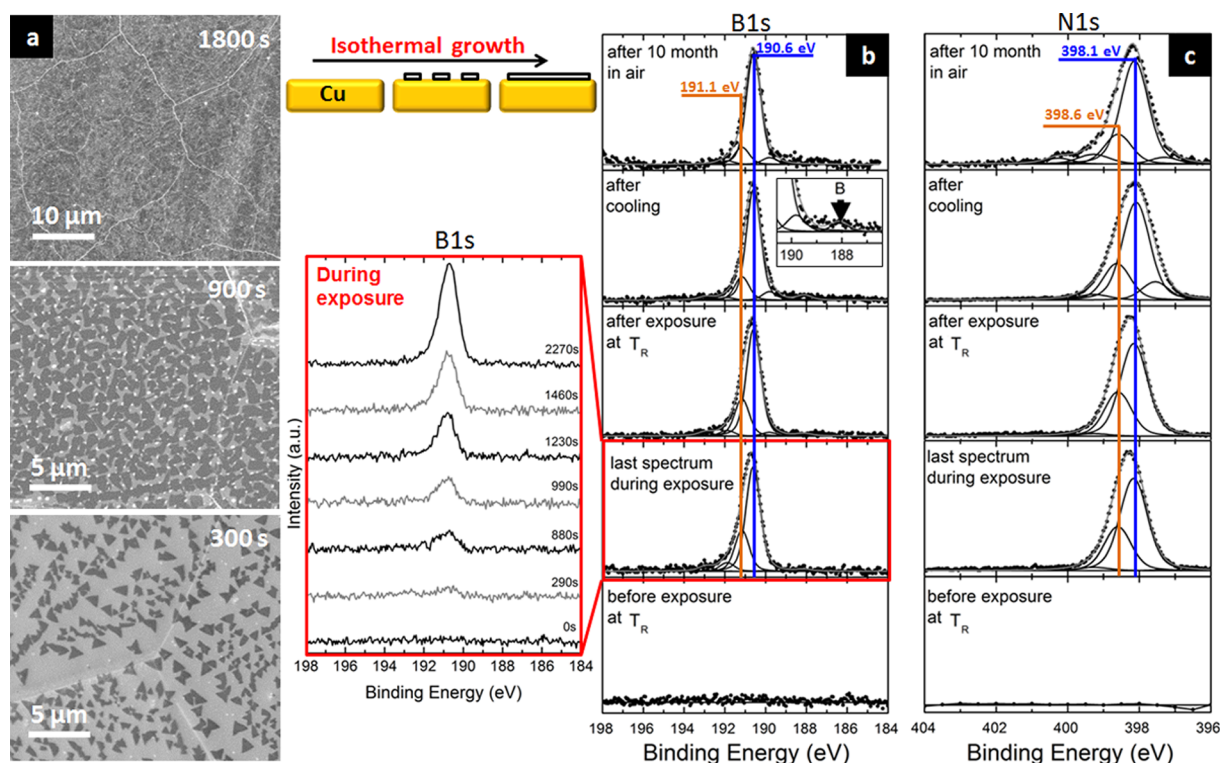 a
1800 s
10 µm
900 s
5 µm
300 s
5 µm
Isothermal growth
Cu
B1s
During
exposure
2270s
1460s
1230s
990s
880s
290s
0s
Intensity (a.u.)
198 196 194 192 190 188 186 184
Binding Energy (eV)
B1s
b
after 10 month
in air
190.6 eV
191.1 eV
after
cooling
B
190 188
after exposure
at TR
last spectrum
during exposure
before exposure
at TR
198 196 194 192 190 188 186 184
Binding Energy (eV)
N1s
c
after 10 month
in air
398.1 eV
398.6 eV
after
cooling
after exposure
at TR
last spectrum
during exposure
before exposure
at TR
404 402 400 398 396
Binding Energy (eV)